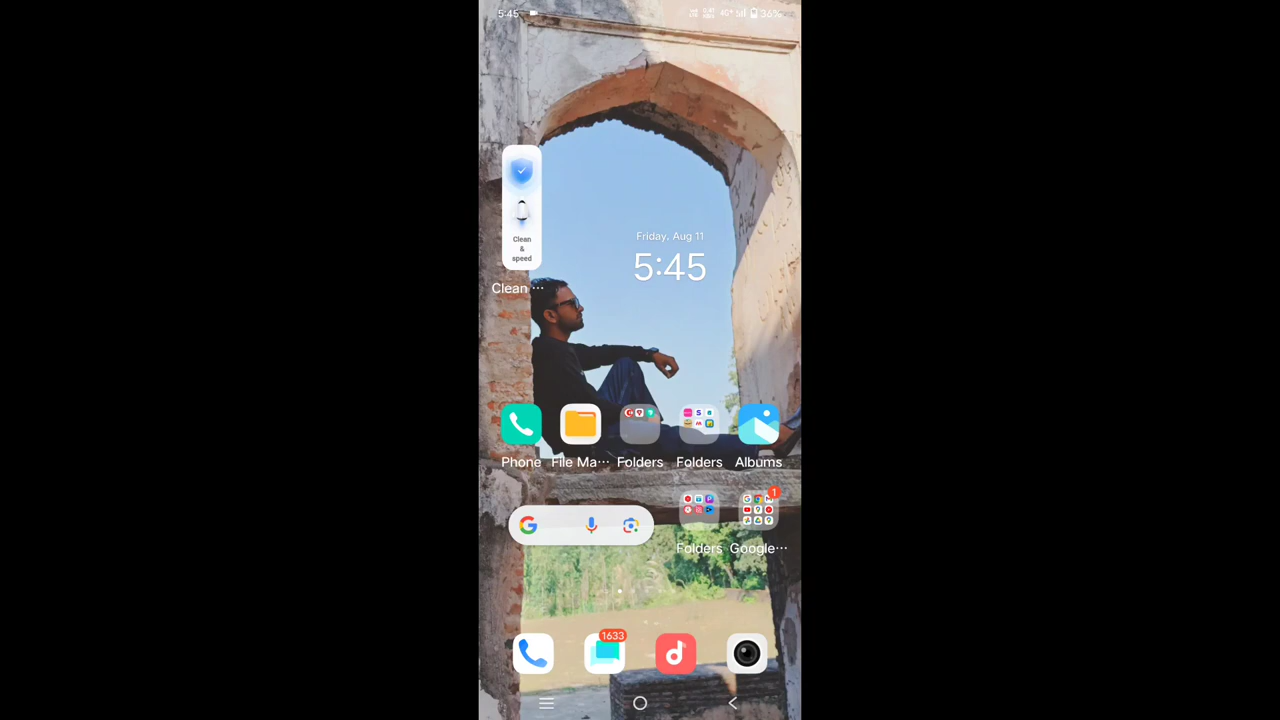 5:45
4G+ 36%
Clean
&
speed
Clean ···
Friday, Aug 11
5:45
Phone File Ma··· Folders Folders Albums
1
Folders Google···
1633